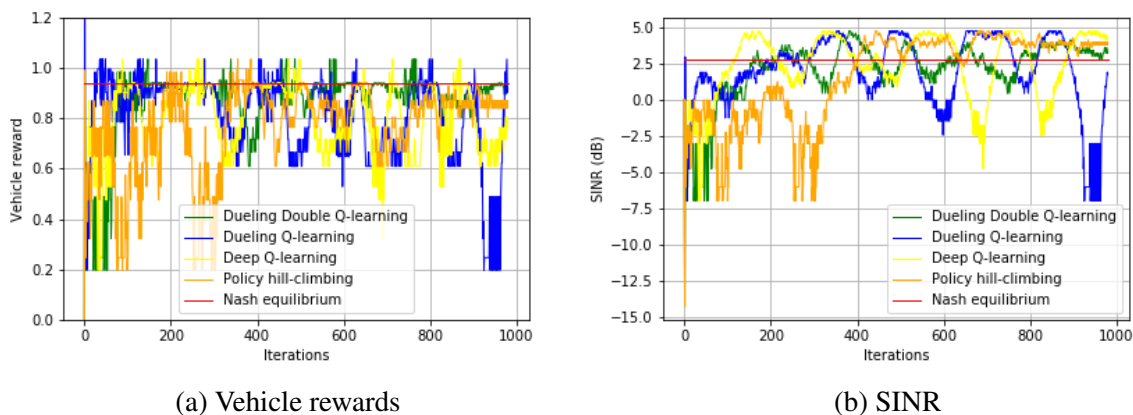 1.2
1.0
0.8
0.6
0.4
0.2
0.0
Vehicle reward
Dueling Double Q-learning
Dueling Q-learning
Deep Q-learning
Policy hill-climbing
Nash equilibrium
0 200 400 600 800 1000
Iterations
(a) Vehicle rewards
5.0
2.5
0.0
−2.5
−5.0
−7.5
−10.0
−12.5
−15.0
SINR (dB)
Dueling Double Q-learning
Dueling Q-learning
Deep Q-learning
Policy hill-climbing
Nash equilibrium
0 200 400 600 800 1000
Iterations
(b) SINR